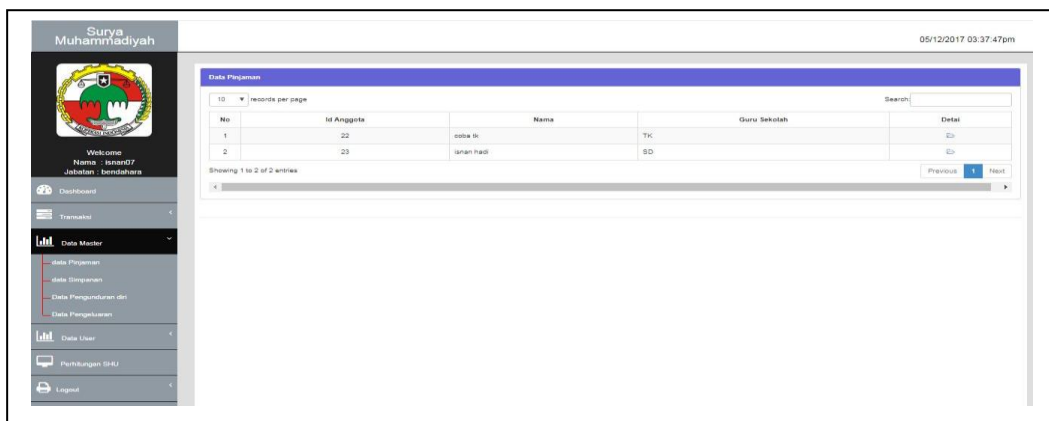 Surya
Muhammadiyah
05/12/2017 03:37:47pm
KOPERASI INDONESIA
Welcome
Nama : isnan07
Jabatan : bendahara
Dashboard
Transaksi
Data Master
data Pinjaman
data Simpanan
Data Pengunduran diri
Data Pengeluaran
Data User
Perhitungan SHU
Logout
Data Pinjaman
10 records per page
Search:
No Id Anggota Nama Guru Sekolah Detai
1 22 coba tk TK
2 23 isnan hadi SD
Showing 1 to 2 of 2 entries
Previous 1 Next